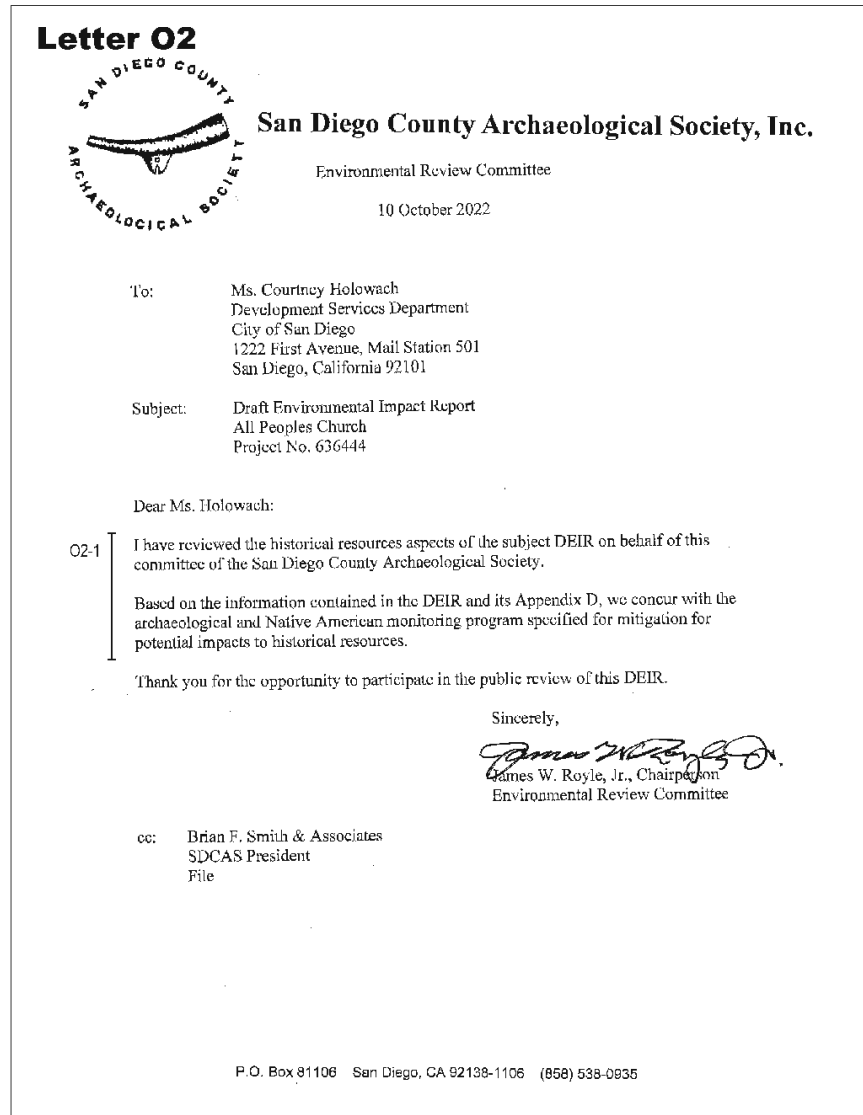 Letter O2
SAN DIEGO COUNTY
ARCHAEOLOGICAL SOCIETY
San Diego County Archaeological Society, Inc.
Environmental Review Committee
10 October 2022
To: Ms. Courtney Holowach
Development Services Department
City of San Diego
1222 First Avenue, Mail Station 501
San Diego, California 92101
Subject: Draft Environmental Impact Report
All Peoples Church
Project No. 636444
Dear Ms. Holowach:
O2-1
I have reviewed the historical resources aspects of the subject DEIR on behalf of this
committee of the San Diego County Archaeological Society.
Based on the information contained in the DEIR and its Appendix D, we concur with the
archaeological and Native American monitoring program specified for mitigation for
potential impacts to historical resources.
Thank you for the opportunity to participate in the public review of this DEIR.
Sincerely,
James W Royle Jr.
James W. Royle, Jr., Chairperson
Environmental Review Committee
cc: Brian F. Smith & Associates
SDCAS President
File
P.O. Box 81106 San Diego, CA 92138-1106 (858) 538-0935